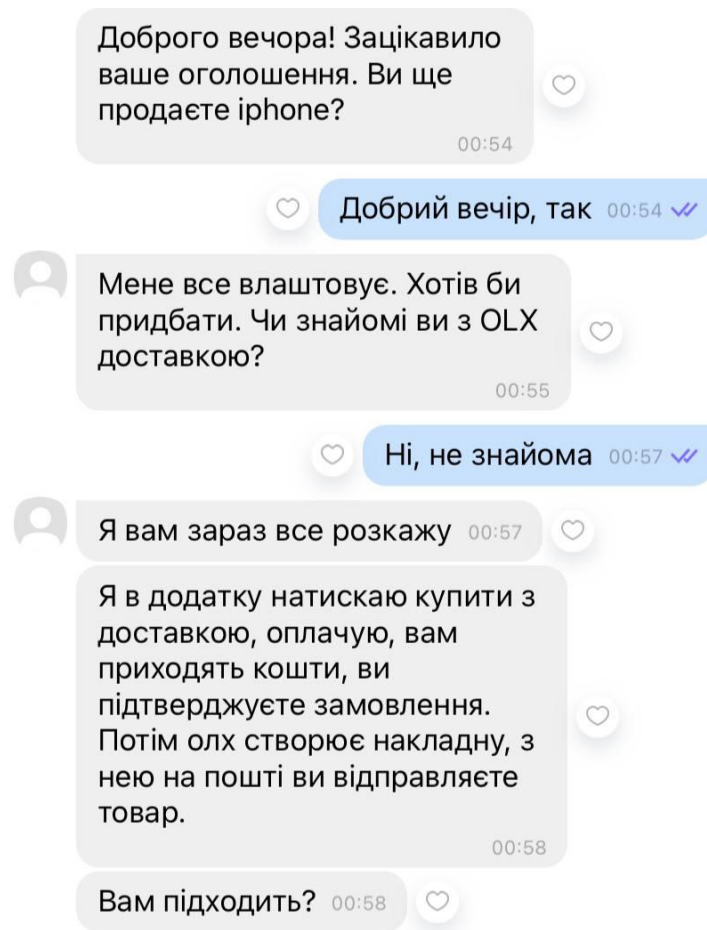 Доброго вечора! Зацікавило
ваше оголошення. Ви ще
продаєте iphone?
00:54
Добрий вечір, так 00:54
Мене все влаштовує. Хотів би
придбати. Чи знайомі ви з OLX
доставкою?
00:55
Ні, не знайома 00:57
Я вам зараз все розкажу 00:57
Я в додатку натискаю купити з
доставкою, оплачую, вам
приходять кошти, ви
підтверджуєте замовлення.
Потім олх створює накладну, з
нею на пошті ви відправляєте
товар.
00:58
Вам підходить? 00:58